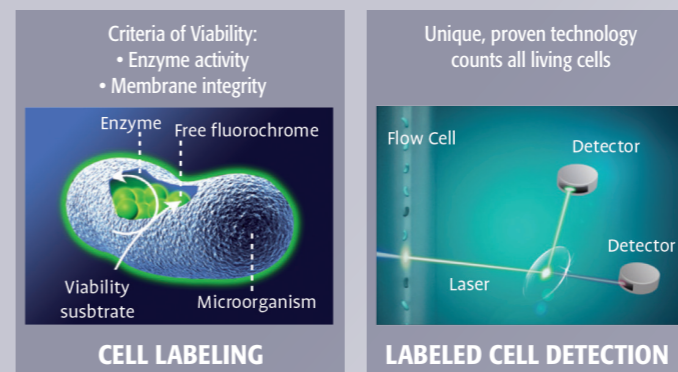 Criteria of Viability:
• Enzyme activity
• Membrane integrity
Enzyme
Free fluorochrome
Viability
susbtrate
Microorganism
CELL LABELING
Unique, proven technology
counts all living cells
Flow Cell
Detector
Detector
Laser
LABELED CELL DETECTION